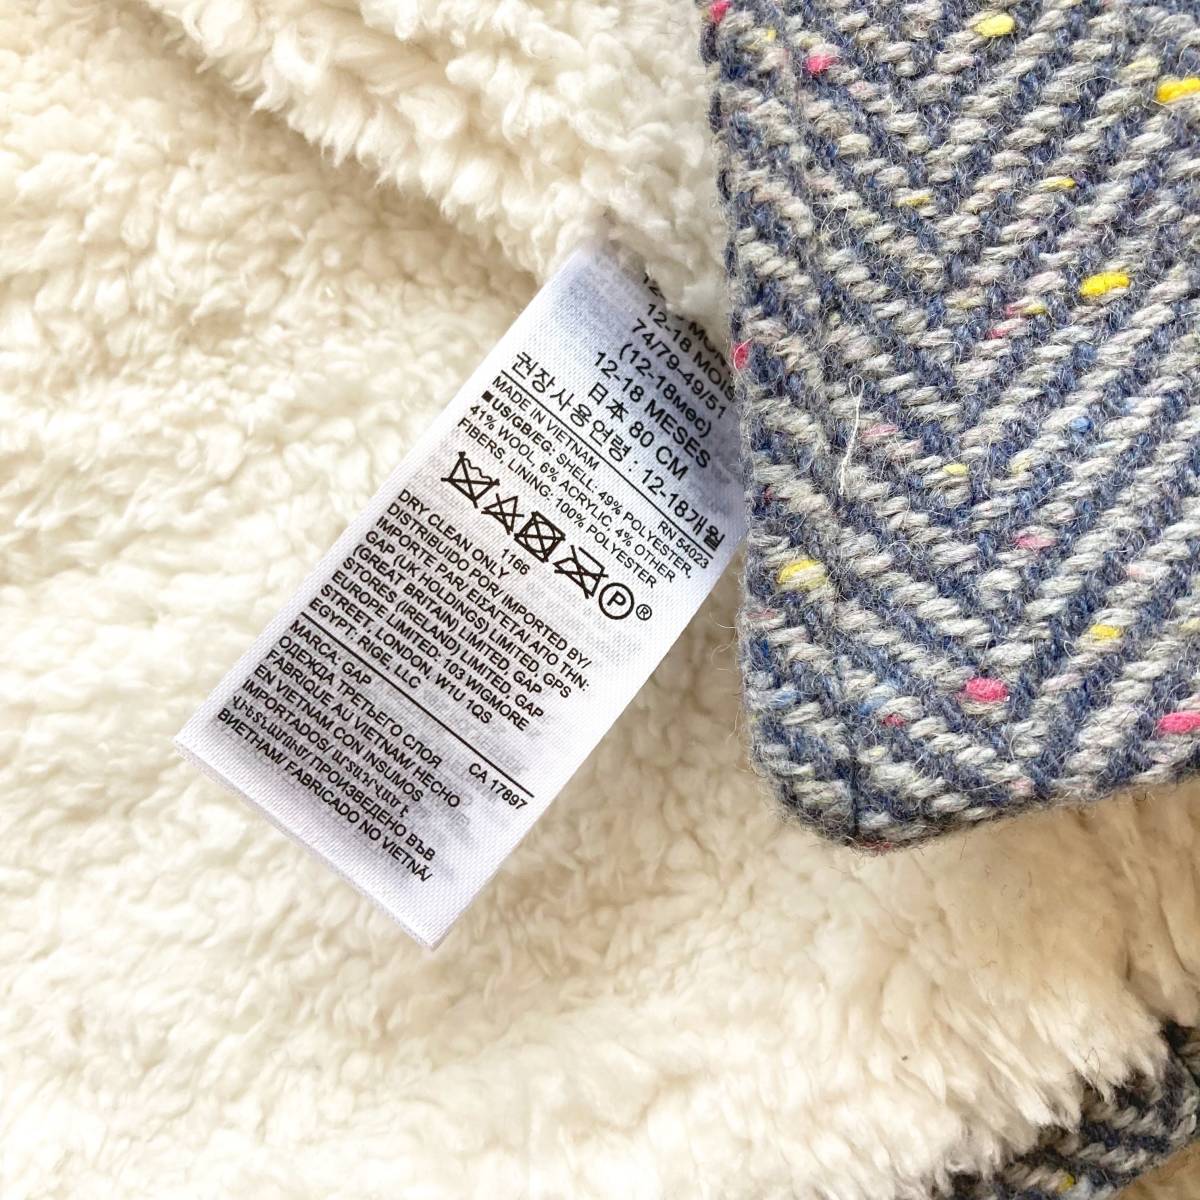 12-18 MOIS
74/79-49/51
(12-18мес)
12-18 MESES
日本 80 CM
권장사용연령 : 12-18개월
MADE IN VIETNAM RN 54023
■US/GB/EG: SHELL: 49% POLYESTER,
41% WOOL, 6% ACRYLIC, 4% OTHER
FIBERS, LINING: 100% POLYESTER
P ®
1166
DRY CLEAN ONLY
DISTRIBUIDO POR/ IMPORTED BY/
IMPORTE PAR/ ΕΙΣΑΓΕΤΑΙ ΑΠΟ ΤΗΝ:
GAP (UK HOLDINGS) LIMITED, GPS
(GREAT BRITAIN) LIMITED, GAP
STORES (IRELAND) LIMITED, GAP
EUROPE, LIMITED: 103 WIGMORE
STREET, LONDON, W1U 1QS
EGYPT: RIGE, LLC
MARCA: GAP CA 17897
ОДЕЖДА ТРЕТЬЕГО СЛОЯ
FABRIQUE AU VIETNAM/ HECHO
EN VIETNAM CON INSUMOS
IMPORTADOS/ ПРОИЗВЕДЕНО ВЪВ
ВИЕТНАМ/ FABRICADO NO VIETNÃ/